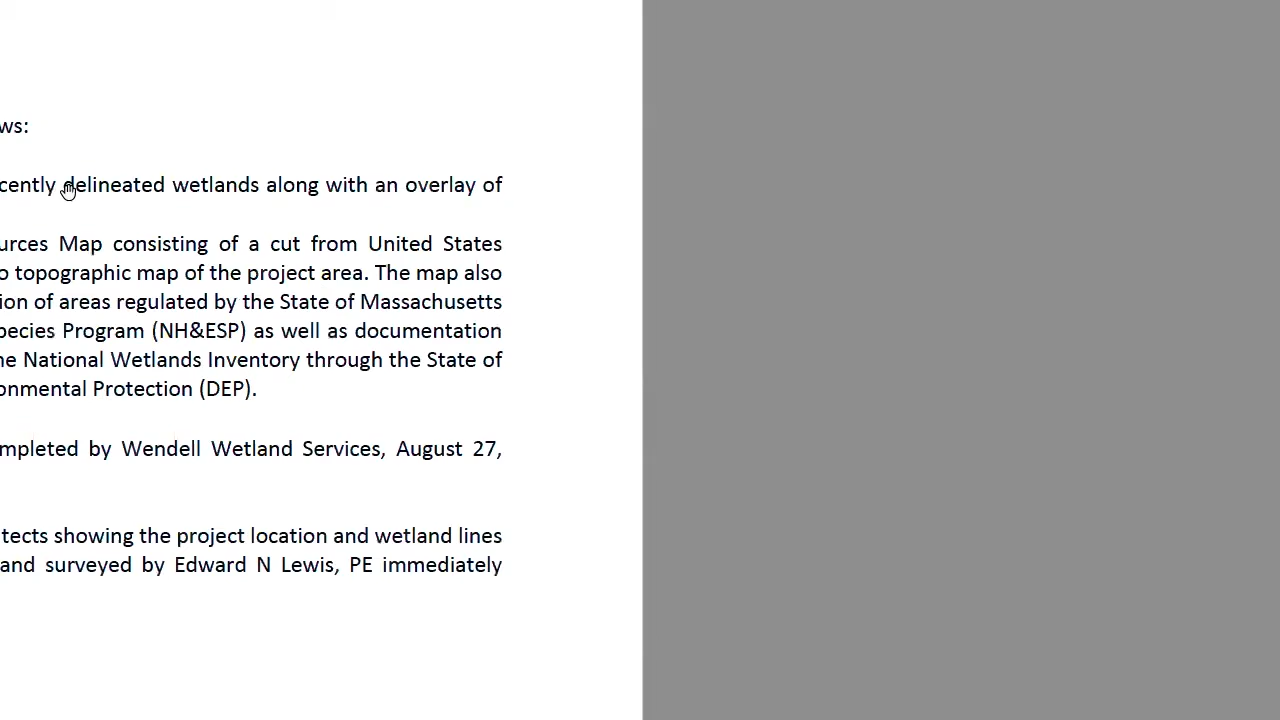 ws:
cently delineated wetlands along with an overlay of
urces Map consisting of a cut from United States
o topographic map of the project area. The map also
ion of areas regulated by the State of Massachusetts
pecies Program (NH&ESP) as well as documentation
he National Wetlands Inventory through the State of
onmental Protection (DEP).
mpleted by Wendell Wetland Services, August 27,
tects showing the project location and wetland lines
and surveyed by Edward N Lewis, PE immediately